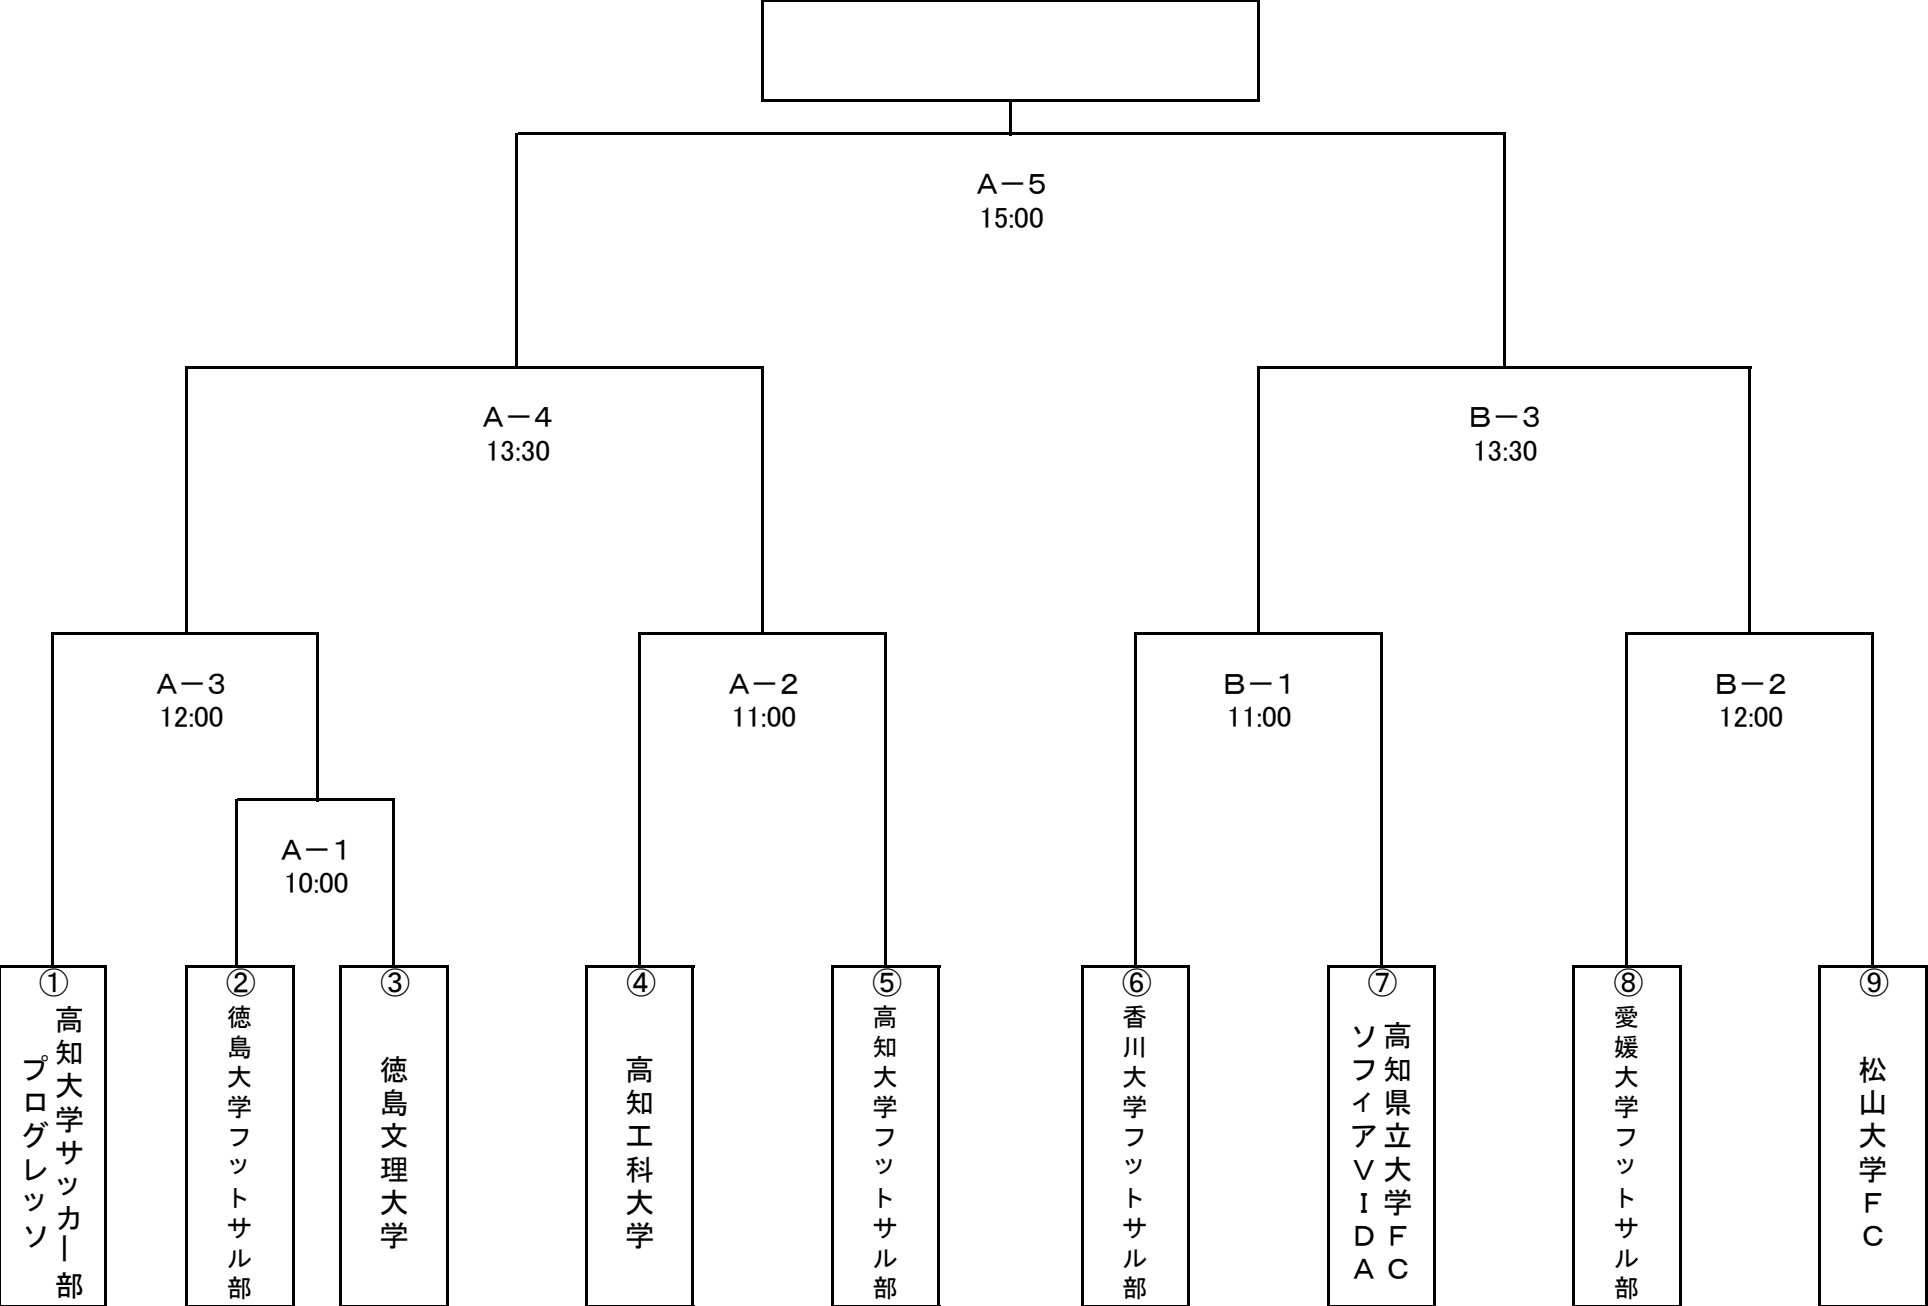 A－5
15:00
A－4
13:30
B－3
13:30
A－3
12:00
A－2
11:00
B－1
11:00
B－2
12:00
A－1
10:00
①
高知大学サッカー部
プログレッソ
②
徳島大学フットサル部
③
徳島文理大学
④
高知工科大学
⑤
高知大学フットサル部
⑥
香川大学フットサル部
⑦
高知県立大学FC
ソフィアVIDA
⑧
愛媛大学フットサル部
⑨
松山大学FC